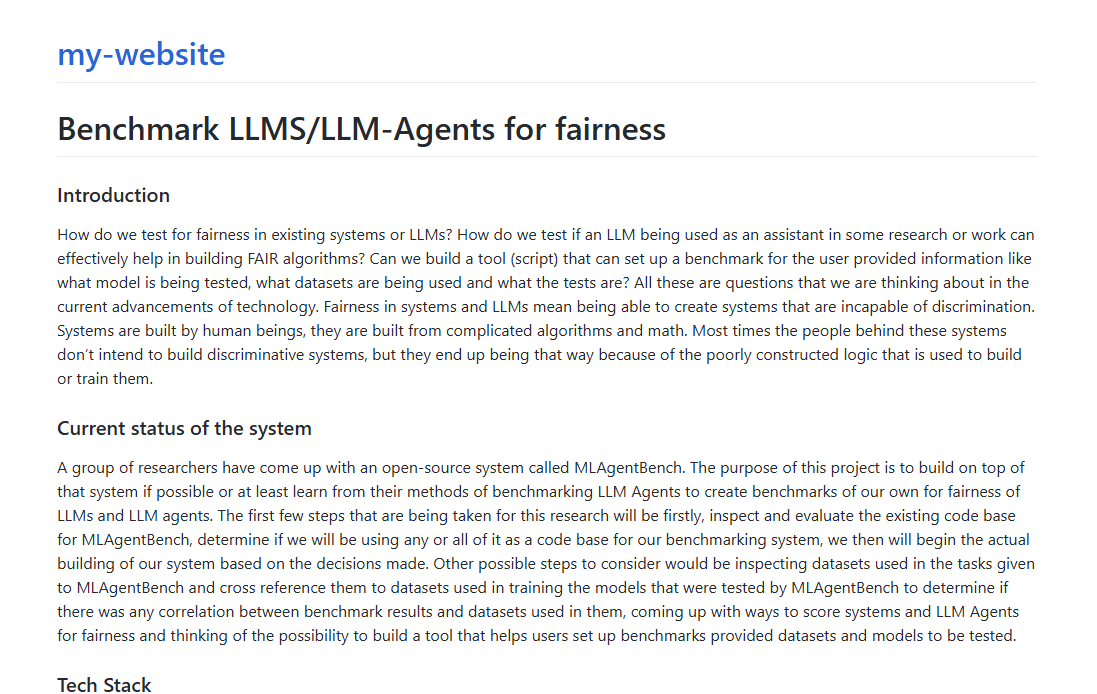 my-website
Benchmark LLMS/LLM-Agents for fairness
Introduction
How do we test for fairness in existing systems or LLMs? How do we test if an LLM being used as an assistant in some research or work can
effectively help in building FAIR algorithms? Can we build a tool (script) that can set up a benchmark for the user provided information like
what model is being tested, what datasets are being used and what the tests are? All these are questions that we are thinking about in the
current advancements of technology. Fairness in systems and LLMs mean being able to create systems that are incapable of discrimination.
Systems are built by human beings, they are built from complicated algorithms and math. Most times the people behind these systems
don’t intend to build discriminative systems, but they end up being that way because of the poorly constructed logic that is used to build
or train them.
Current status of the system
A group of researchers have come up with an open-source system called MLAgentBench. The purpose of this project is to build on top of
that system if possible or at least learn from their methods of benchmarking LLM Agents to create benchmarks of our own for fairness of
LLMs and LLM agents. The first few steps that are being taken for this research will be firstly, inspect and evaluate the existing code base
for MLAgentBench, determine if we will be using any or all of it as a code base for our benchmarking system, we then will begin the actual
building of our system based on the decisions made. Other possible steps to consider would be inspecting datasets used in the tasks given
to MLAgentBench and cross reference them to datasets used in training the models that were tested by MLAgentBench to determine if
there was any correlation between benchmark results and datasets used in them, coming up with ways to score systems and LLM Agents
for fairness and thinking of the possibility to build a tool that helps users set up benchmarks provided datasets and models to be tested.
Tech Stack